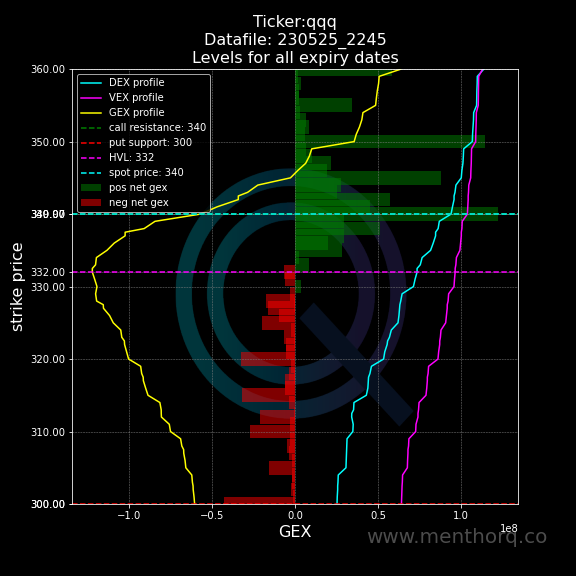 Ticker:qqq
Datafile: 230525_2245
Levels for all expiry dates
DEX profile
VEX profile
GEX profile
call resistance: 340
put support: 300
HVL: 332
spot price: 340
pos net gex
neg net gex
strike price
360.00
350.00
340.00
332.00
330.00
320.00
310.00
300.00
−1.0 −0.5 0.0 0.5 1.0
1e8
GEX
www.menthorq.co